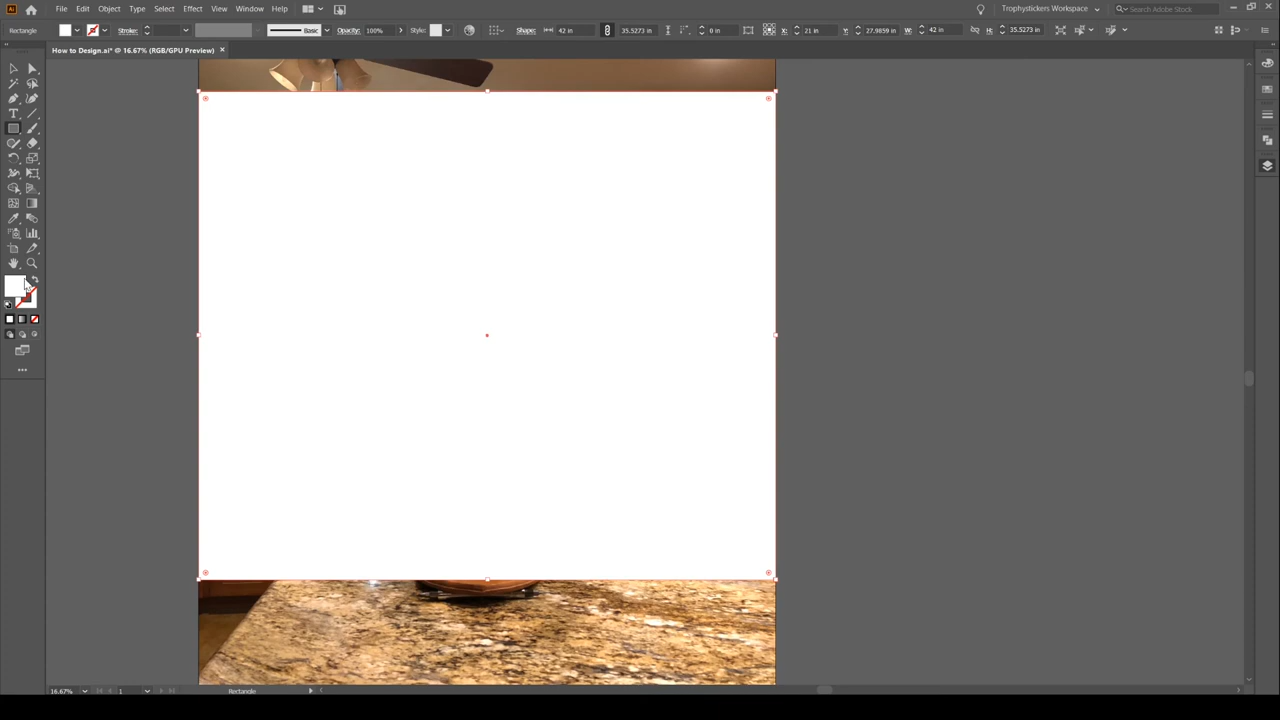 Ai File Edit Object Type Select Effect View Window Help Trophystickers Workspace Search Adobe Stock
Rectangle Stroke: Basic Opacity: 100% Style: Shape: 42 in 35.5273 in 0 in X: 21 in Y: 27.9859 in W: 42 in H: 35.5273 in
How to Design.ai* @ 16.67% (RGB/GPU Preview)
T
16.67% 1 Rectangle